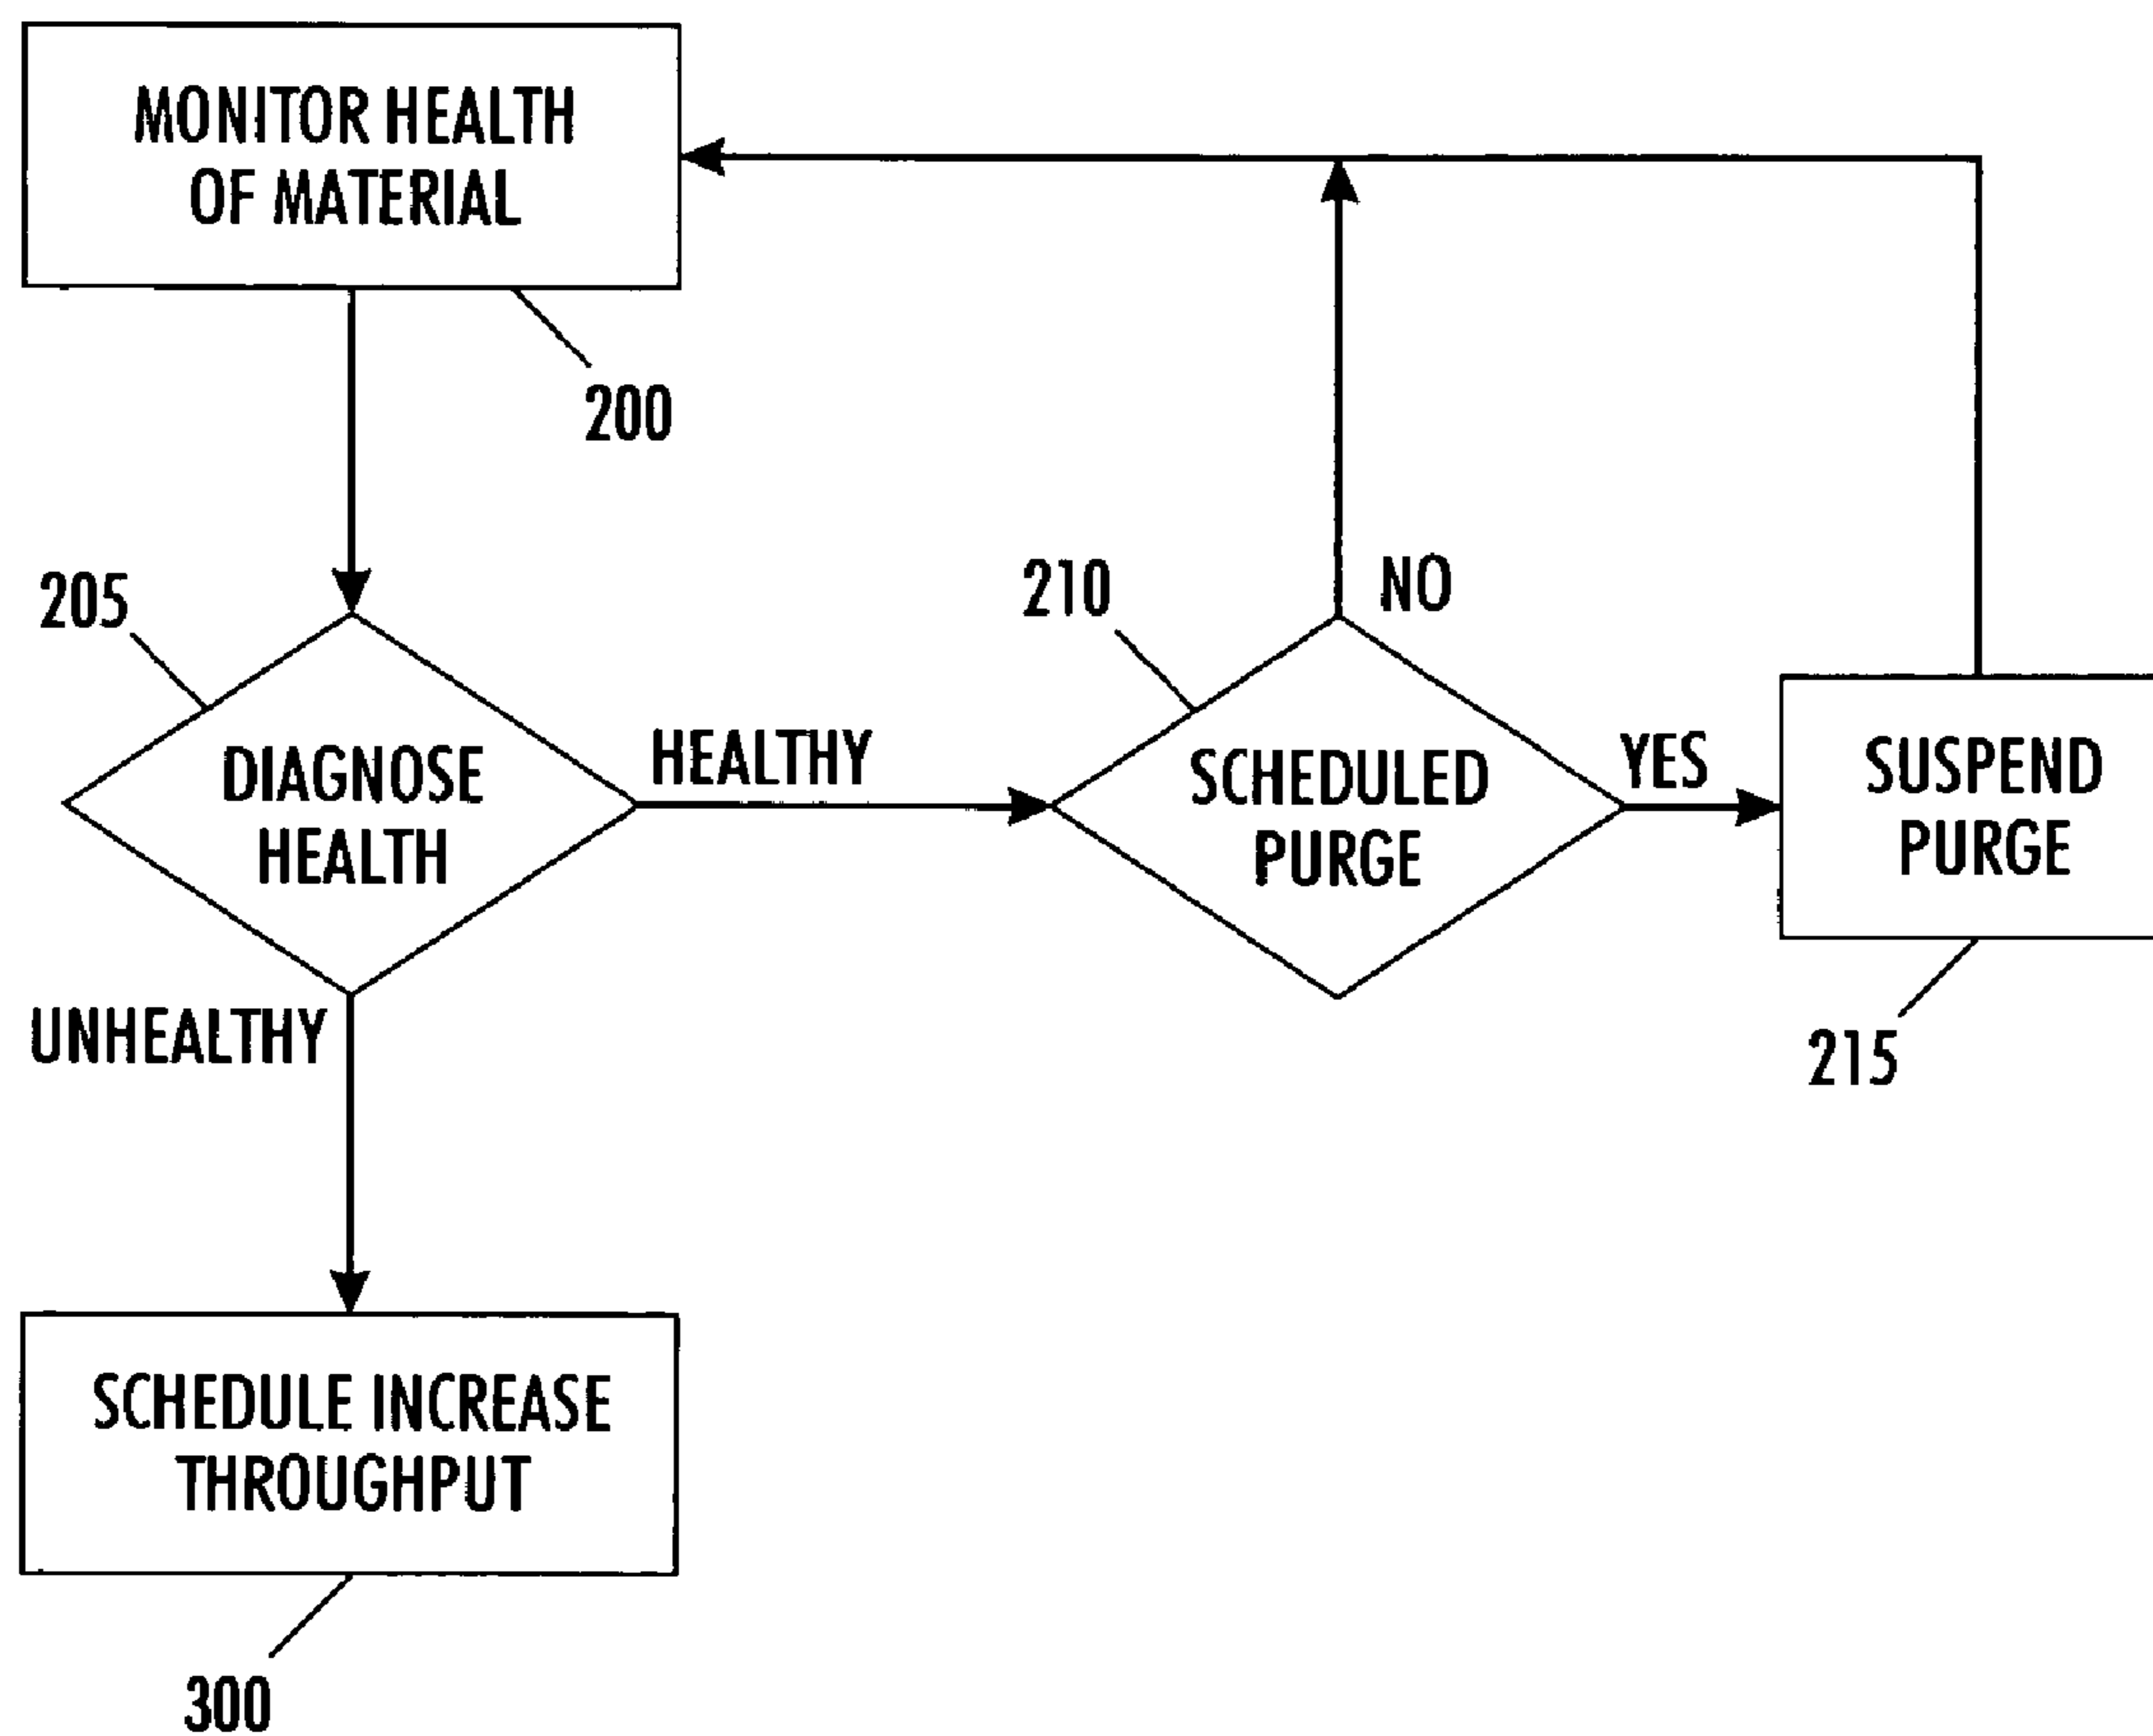 MONITOR HEALTH
OF MATERIAL
200
205
DIAGNOSE
HEALTH
HEALTHY
UNHEALTHY
210
NO
SCHEDULED
PURGE
YES
SUSPEND
PURGE
215
SCHEDULE INCREASE
THROUGHPUT
300